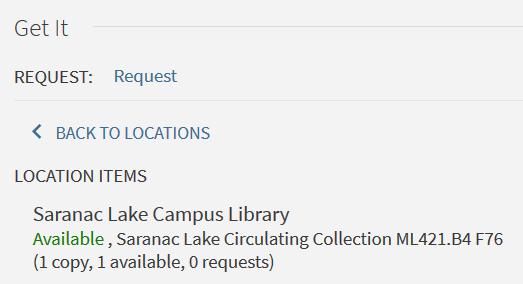 Get It
REQUEST: Request
BACK TO LOCATIONS
LOCATION ITEMS
Saranac Lake Campus Library
Available , Saranac Lake Circulating Collection ML421.B4 F76
(1 copy, 1 available, 0 requests)